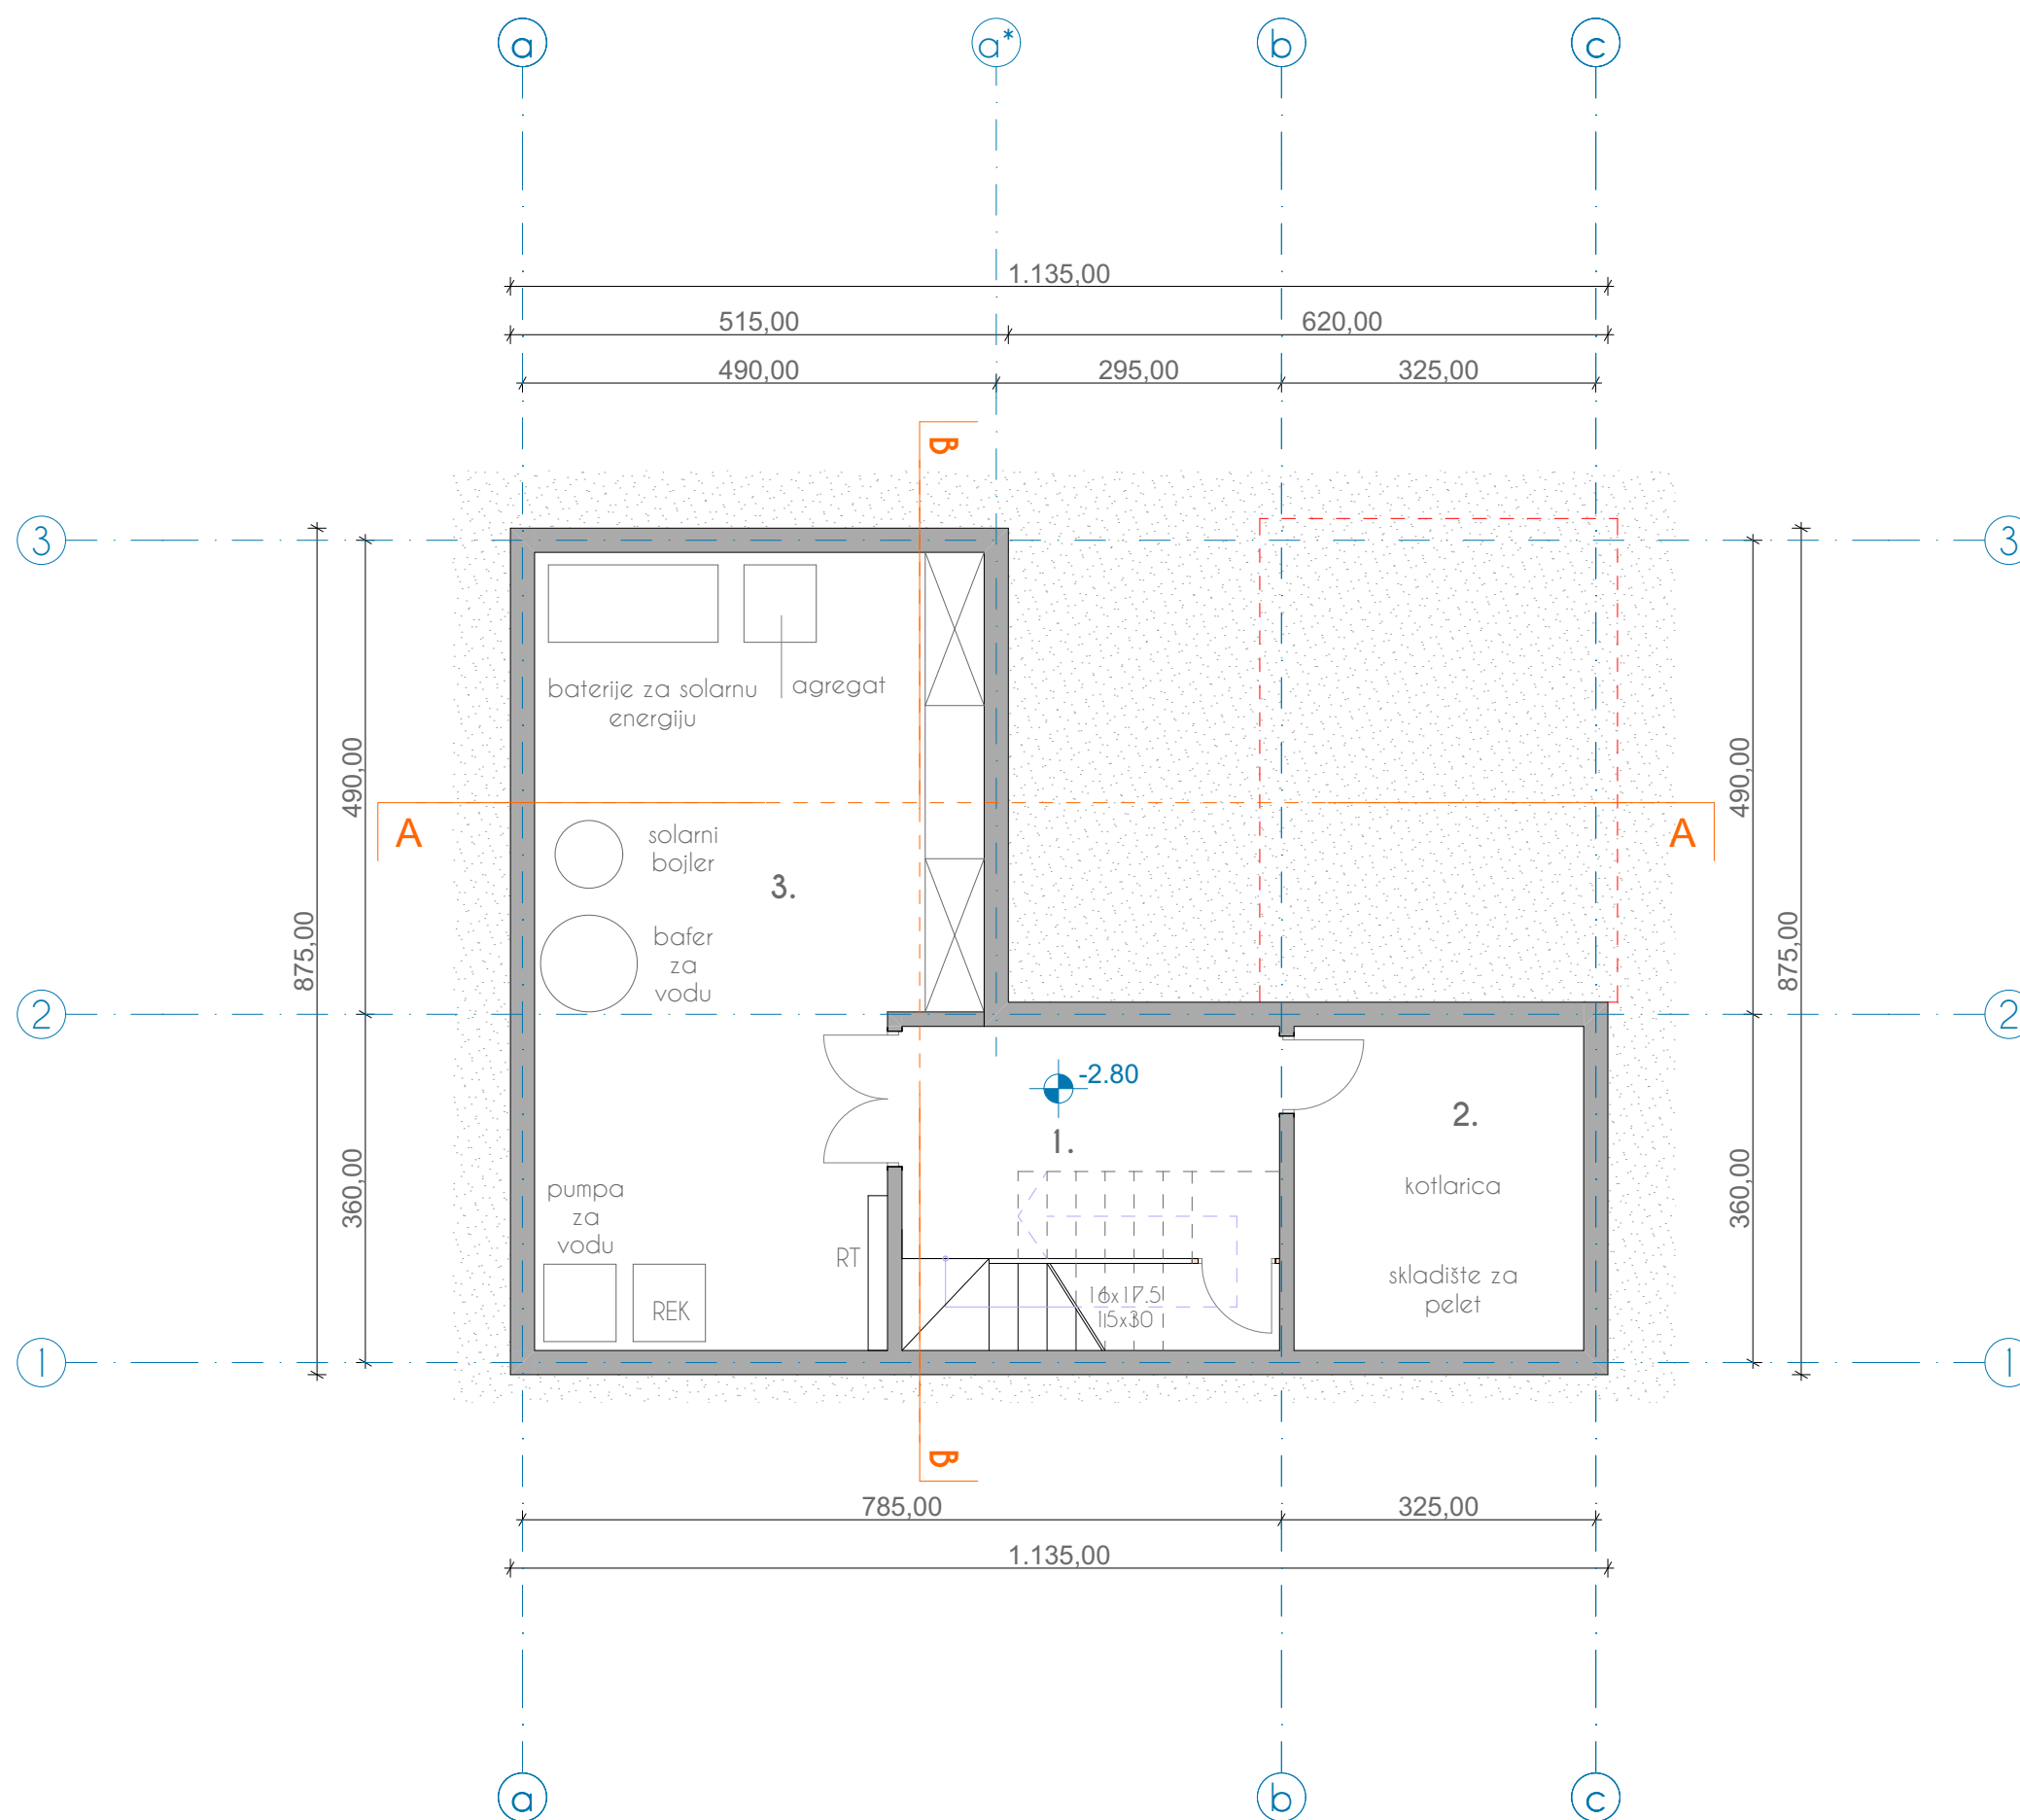 a a* b c
1.135,00
515,00 620,00
490,00 295,00 325,00
B
3 3
baterije za solarnu
energiju
agregat
490,00 490,00
A A
solarni
bojler
3.
875,00 875,00
bafer
za
vodu
2 2
-2.80
1.
2.
360,00 360,00
pumpa
za
vodu
kotlarica
RT
REK
16x17.5
15x30
skladište za
pelet
1 1
B
785,00 325,00
1.135,00
a b c